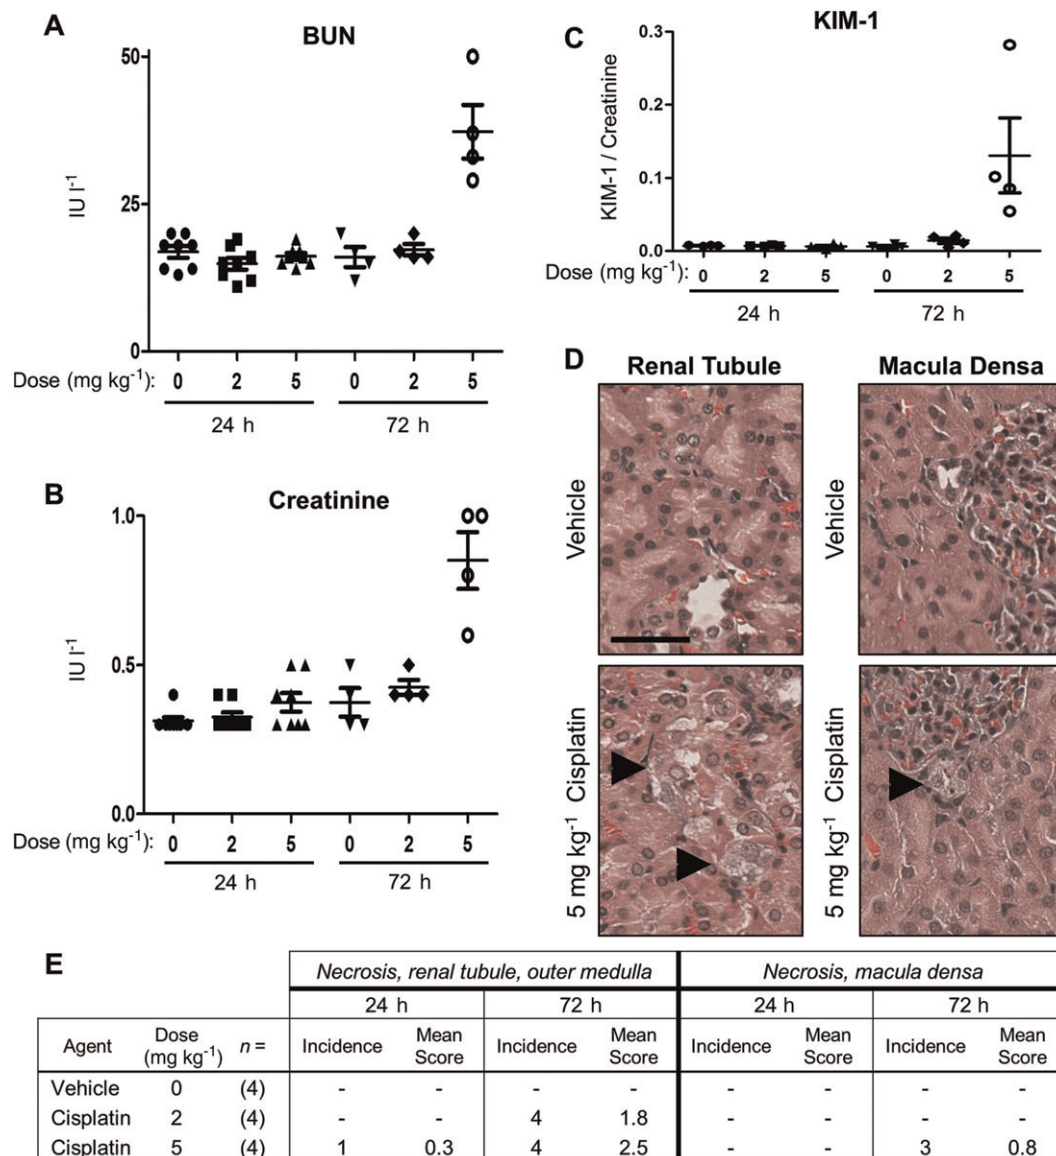 A
BUN
50
25
0
IU l⁻¹
Dose (mg kg⁻¹): 0 2 5 0 2 5
24 h 72 h
B
Creatinine
1.0
0.5
0.0
IU l⁻¹
Dose (mg kg⁻¹): 0 2 5 0 2 5
24 h 72 h
C
KIM-1
0.3
0.2
0.1
0.0
KIM-1 / Creatinine
Dose (mg kg⁻¹): 0 2 5 0 2 5
24 h 72 h
D
Renal Tubule Macula Densa
Vehicle Vehicle
5 mg kg⁻¹ Cisplatin 5 mg kg⁻¹ Cisplatin
E
Necrosis, renal tubule, outer medulla Necrosis, macula densa
24 h 72 h 24 h 72 h
Agent Dose (mg kg⁻¹) n = Incidence Mean Score Incidence Mean Score Incidence Mean Score Incidence Mean Score
Vehicle 0 (4) - - - - - - - -
Cisplatin 2 (4) - - 4 1.8 - - - -
Cisplatin 5 (4) 1 0.3 4 2.5 - - 3 0.8